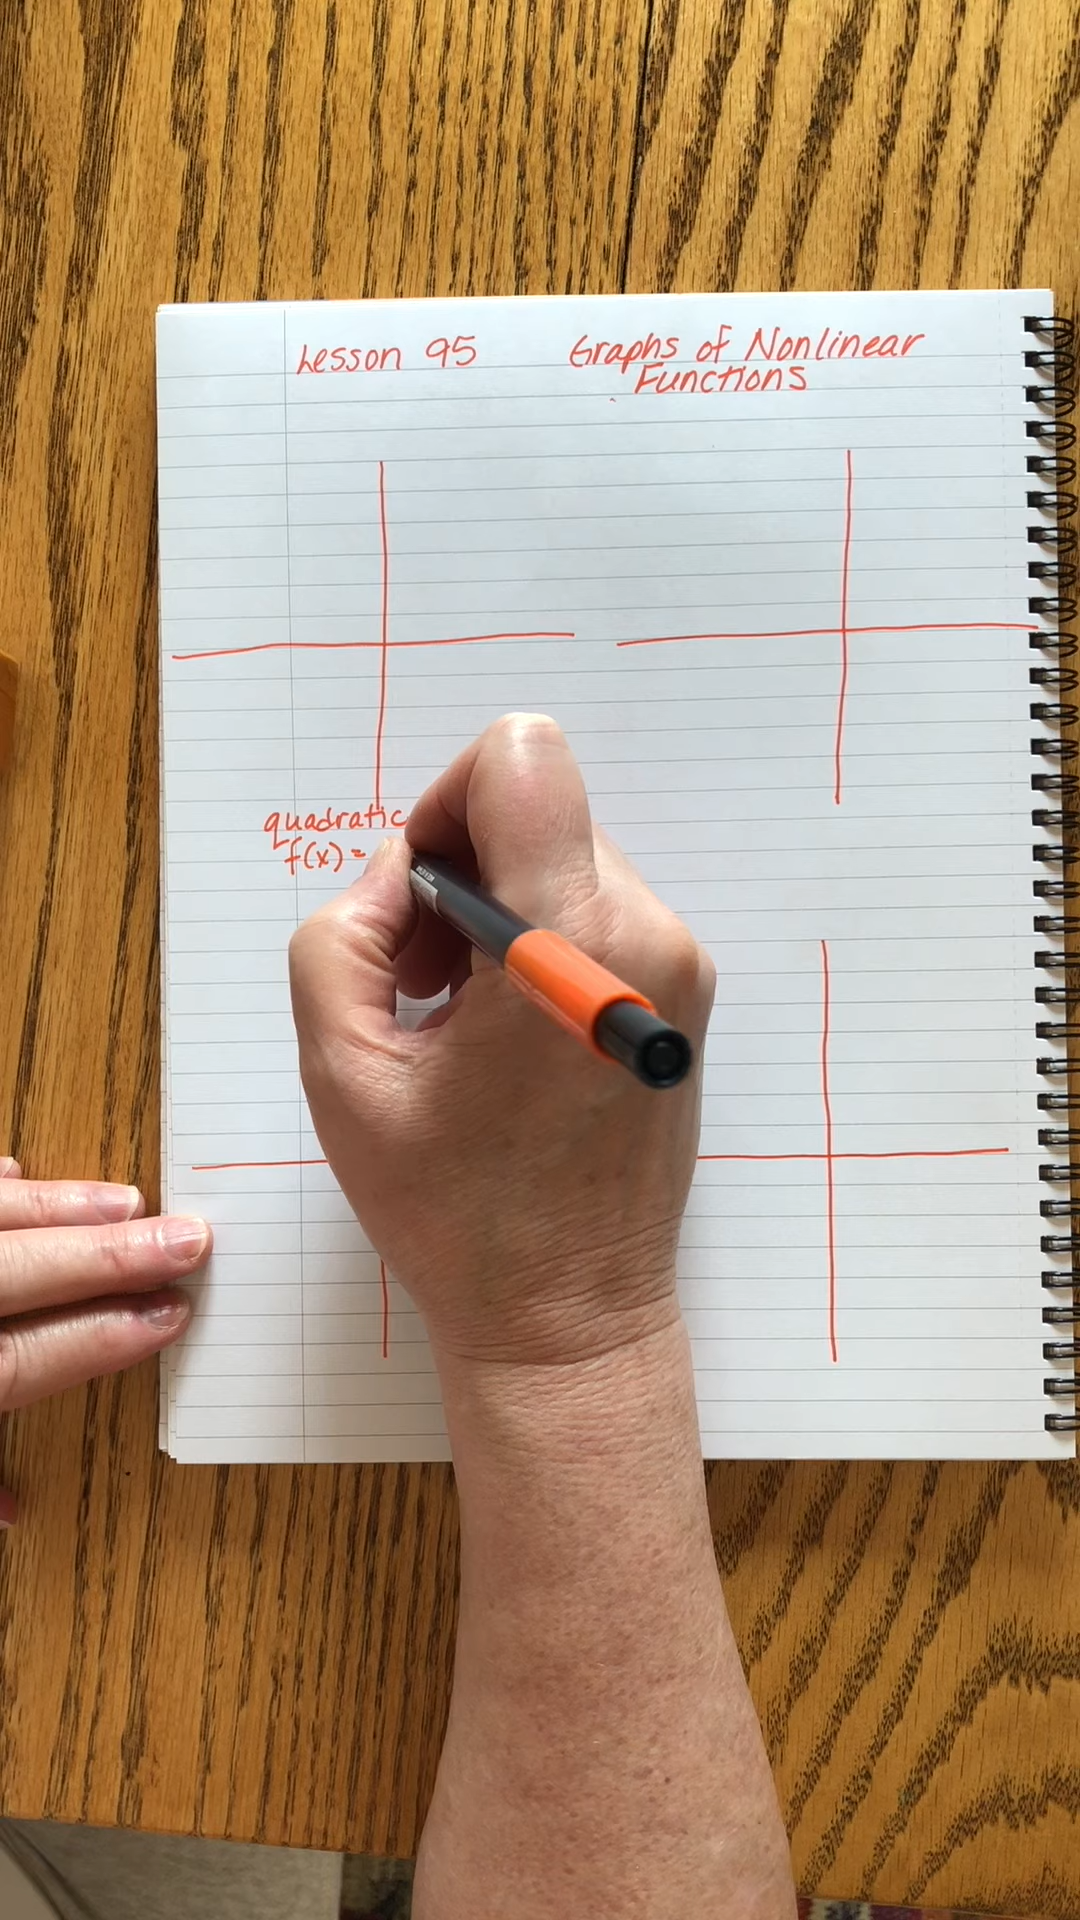 Lesson 95
Graphs of Nonlinear
Functions
quadratic
f(x) =